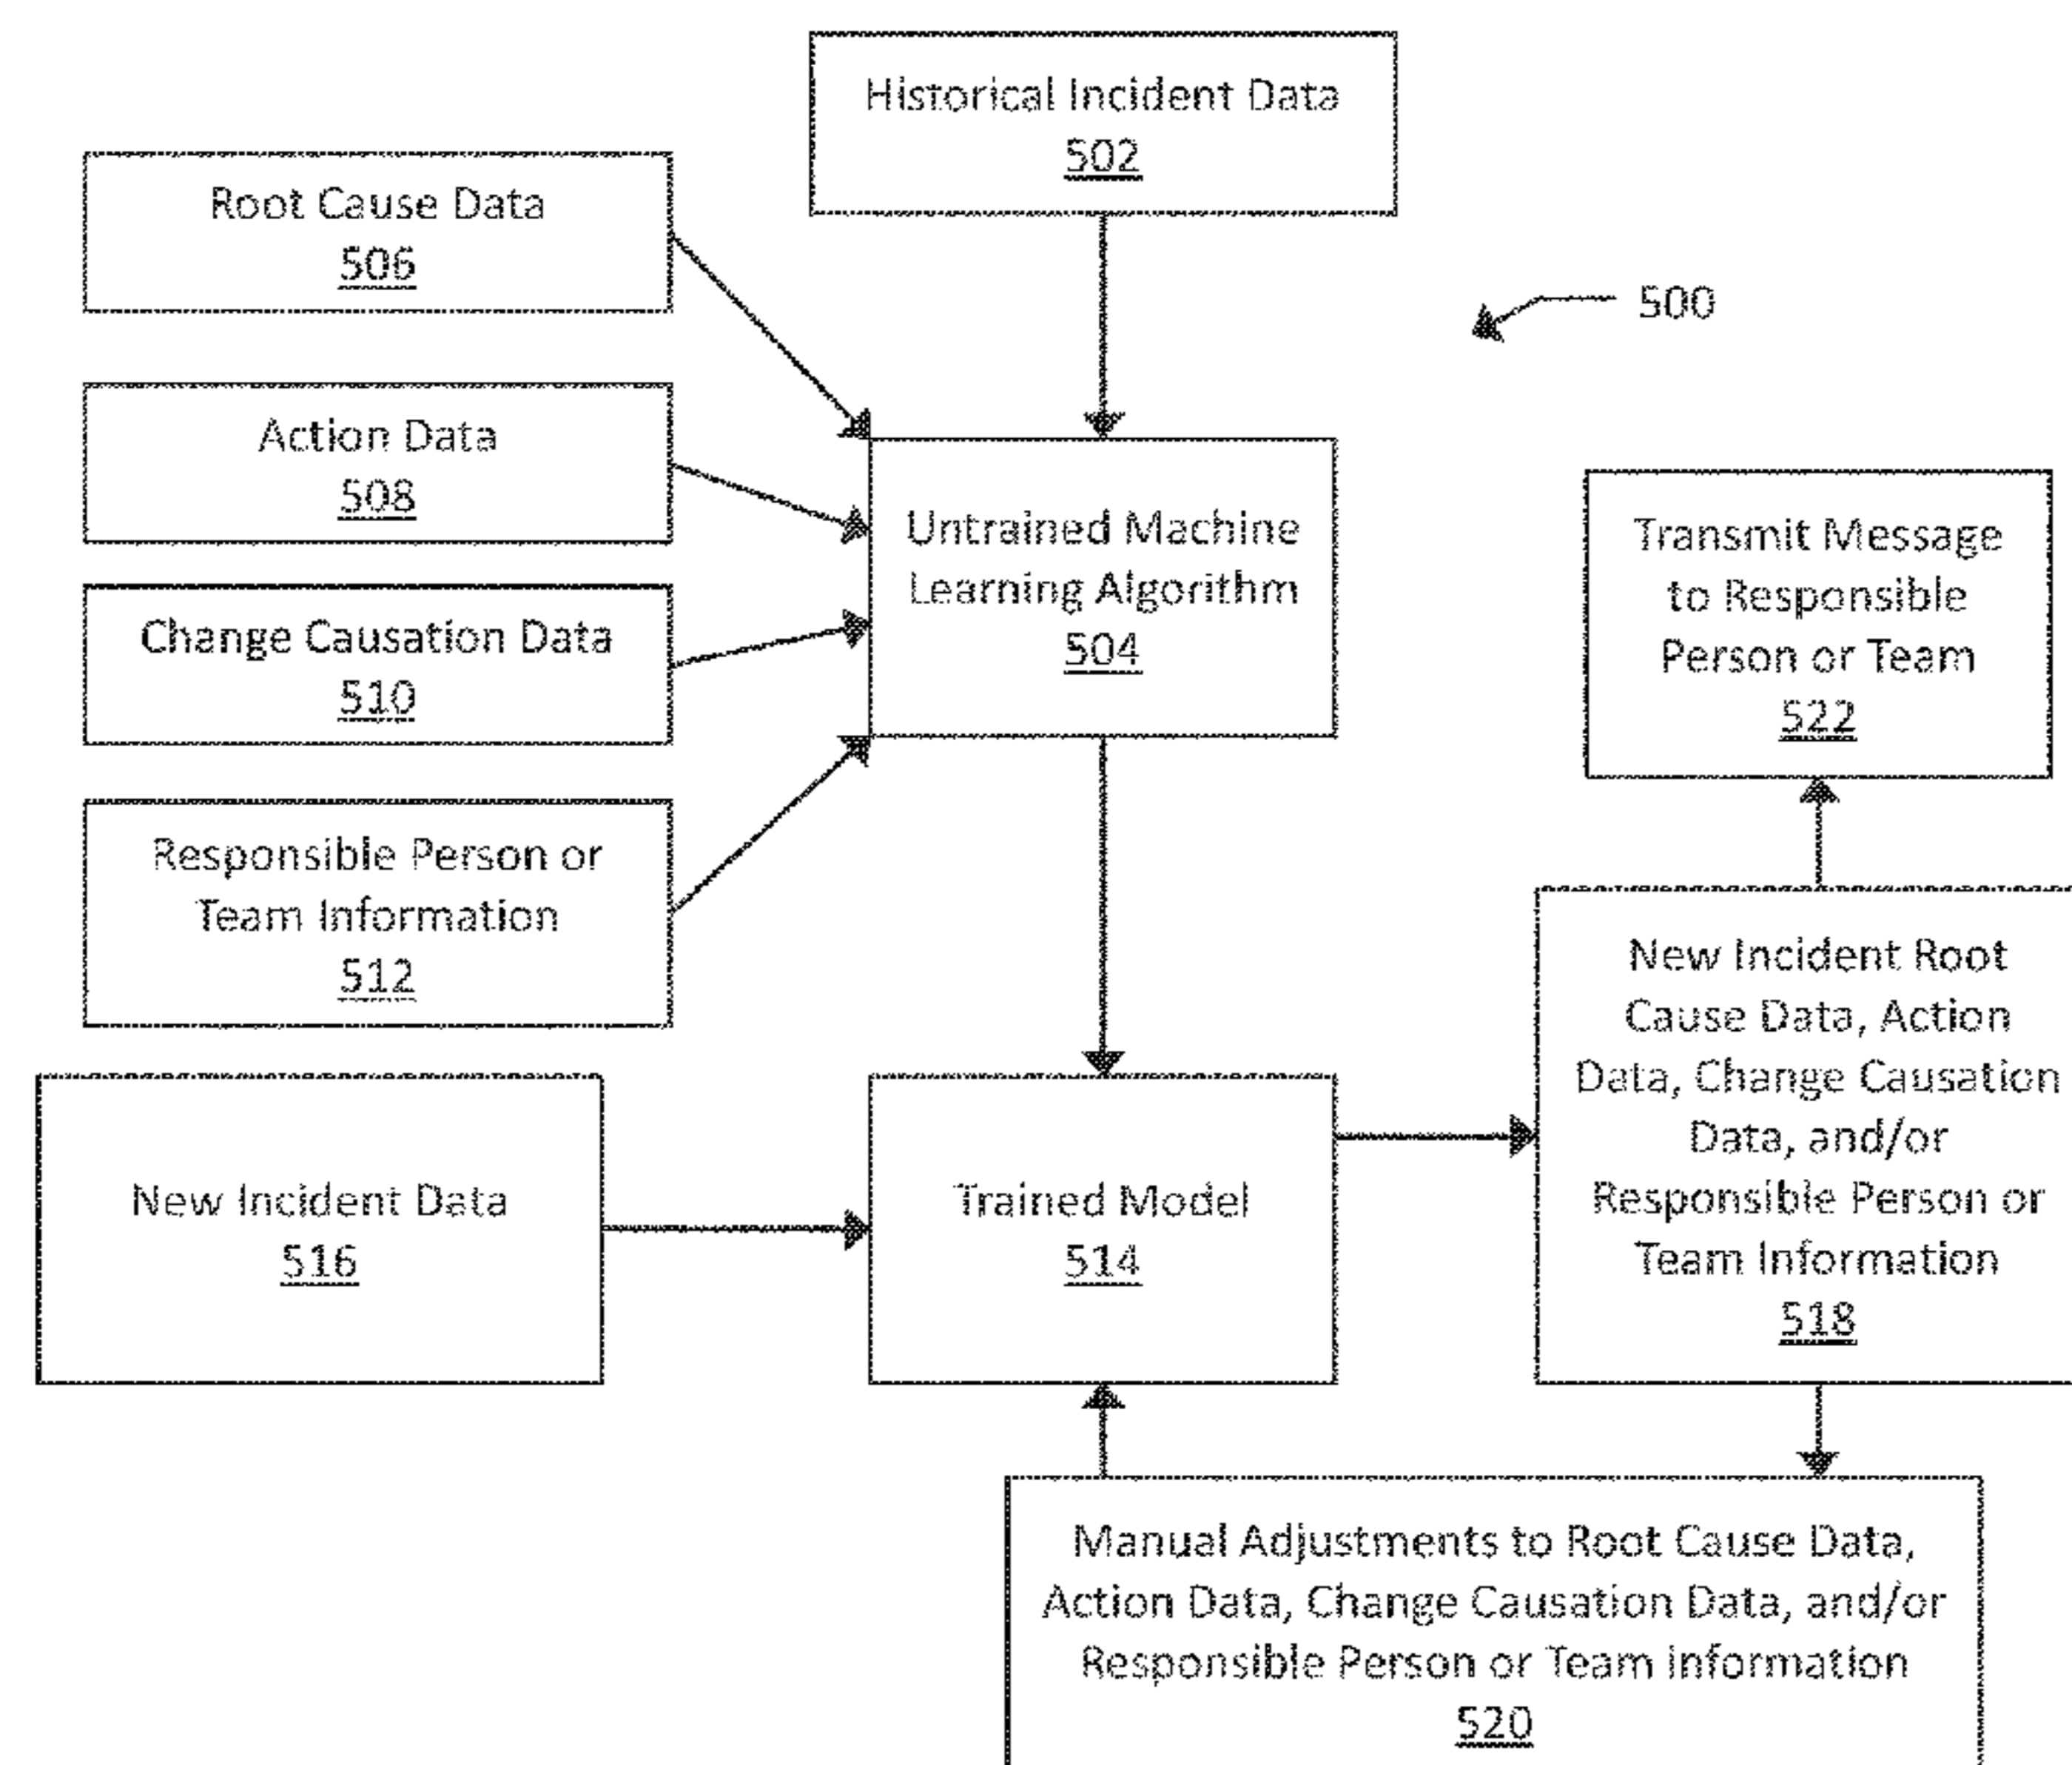 Historical Incident Data
502
Root Cause Data
506
500
Action Data
508
Untrained Machine
Learning Algorithm
504
Transmit Message
to Responsible
Person or Team
522
Change Causation Data
510
Responsible Person or
Team Information
512
New Incident Root
Cause Data, Action
Data, Change Causation
Data, and/or
Responsible Person or
Team Information
518
New Incident Data
516
Trained Model
514
Manual Adjustments to Root Cause Data,
Action Data, Change Causation Data, and/or
Responsible Person or Team information
520